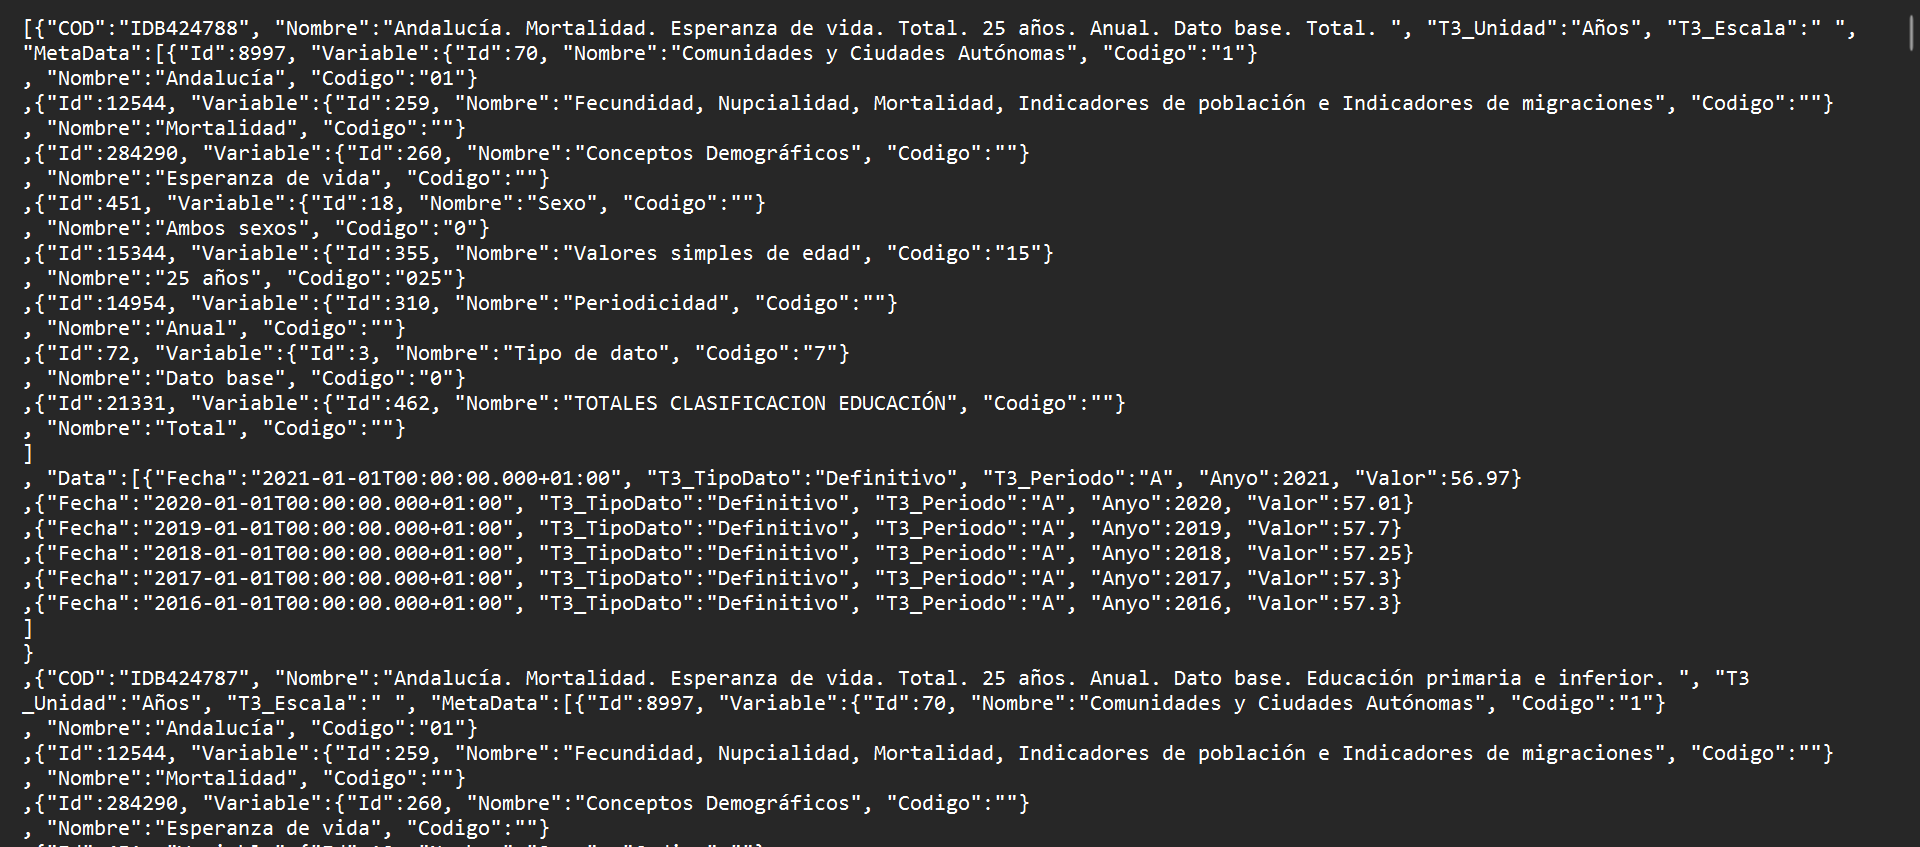 [{"COD":"IDB424788", "Nombre":"Andalucía. Mortalidad. Esperanza de vida. Total. 25 años. Anual. Dato base. Total. ", "T3_Unidad":"Años", "T3_Escala":" ",
"MetaData":[{"Id":8997, "Variable":{"Id":70, "Nombre":"Comunidades y Ciudades Autónomas", "Codigo":"1"}
, "Nombre":"Andalucía", "Codigo":"01"}
,{"Id":12544, "Variable":{"Id":259, "Nombre":"Fecundidad, Nupcialidad, Mortalidad, Indicadores de población e Indicadores de migraciones", "Codigo":""}
, "Nombre":"Mortalidad", "Codigo":""}
,{"Id":284290, "Variable":{"Id":260, "Nombre":"Conceptos Demográficos", "Codigo":""}
, "Nombre":"Esperanza de vida", "Codigo":""}
,{"Id":451, "Variable":{"Id":18, "Nombre":"Sexo", "Codigo":""}
, "Nombre":"Ambos sexos", "Codigo":"0"}
,{"Id":15344, "Variable":{"Id":355, "Nombre":"Valores simples de edad", "Codigo":"15"}
, "Nombre":"25 años", "Codigo":"025"}
,{"Id":14954, "Variable":{"Id":310, "Nombre":"Periodicidad", "Codigo":""}
, "Nombre":"Anual", "Codigo":""}
,{"Id":72, "Variable":{"Id":3, "Nombre":"Tipo de dato", "Codigo":"7"}
, "Nombre":"Dato base", "Codigo":"0"}
,{"Id":21331, "Variable":{"Id":462, "Nombre":"TOTALES CLASIFICACION EDUCACIÓN", "Codigo":""}
, "Nombre":"Total", "Codigo":""}
]
, "Data":[{"Fecha":"2021-01-01T00:00:00.000+01:00", "T3_TipoDato":"Definitivo", "T3_Periodo":"A", "Anyo":2021, "Valor":56.97}
,{"Fecha":"2020-01-01T00:00:00.000+01:00", "T3_TipoDato":"Definitivo", "T3_Periodo":"A", "Anyo":2020, "Valor":57.01}
,{"Fecha":"2019-01-01T00:00:00.000+01:00", "T3_TipoDato":"Definitivo", "T3_Periodo":"A", "Anyo":2019, "Valor":57.7}
,{"Fecha":"2018-01-01T00:00:00.000+01:00", "T3_TipoDato":"Definitivo", "T3_Periodo":"A", "Anyo":2018, "Valor":57.25}
,{"Fecha":"2017-01-01T00:00:00.000+01:00", "T3_TipoDato":"Definitivo", "T3_Periodo":"A", "Anyo":2017, "Valor":57.3}
,{"Fecha":"2016-01-01T00:00:00.000+01:00", "T3_TipoDato":"Definitivo", "T3_Periodo":"A", "Anyo":2016, "Valor":57.3}
]
}
,{"COD":"IDB424787", "Nombre":"Andalucía. Mortalidad. Esperanza de vida. Total. 25 años. Anual. Dato base. Educación primaria e inferior. ", "T3
_Unidad":"Años", "T3_Escala":" ", "MetaData":[{"Id":8997, "Variable":{"Id":70, "Nombre":"Comunidades y Ciudades Autónomas", "Codigo":"1"}
, "Nombre":"Andalucía", "Codigo":"01"}
,{"Id":12544, "Variable":{"Id":259, "Nombre":"Fecundidad, Nupcialidad, Mortalidad, Indicadores de población e Indicadores de migraciones", "Codigo":""}
, "Nombre":"Mortalidad", "Codigo":""}
,{"Id":284290, "Variable":{"Id":260, "Nombre":"Conceptos Demográficos", "Codigo":""}
, "Nombre":"Esperanza de vida", "Codigo":""}